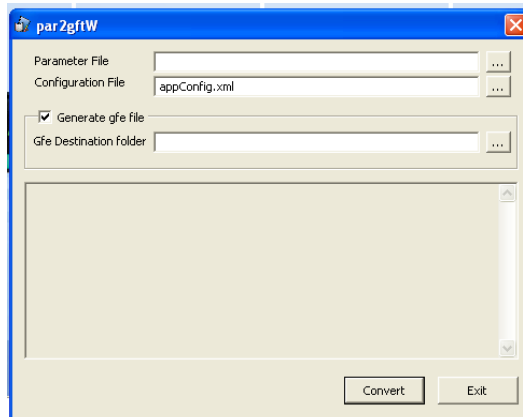 par2gftW
Parameter File
...
Configuration File appConfig.xml
...
Generate gfe file
Gfe Destination folder
...
Convert Exit